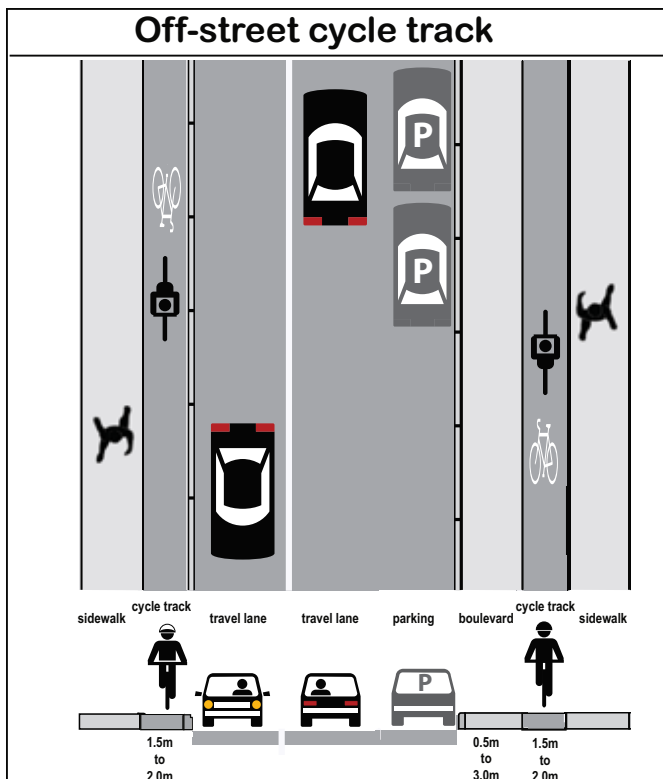 Off-street cycle track
P
P
sidewalk cycle track travel lane travel lane parking boulevard cycle track sidewalk
P
1.5m to 2.0m
0.5m to 3.0m
1.5m to 2.0m